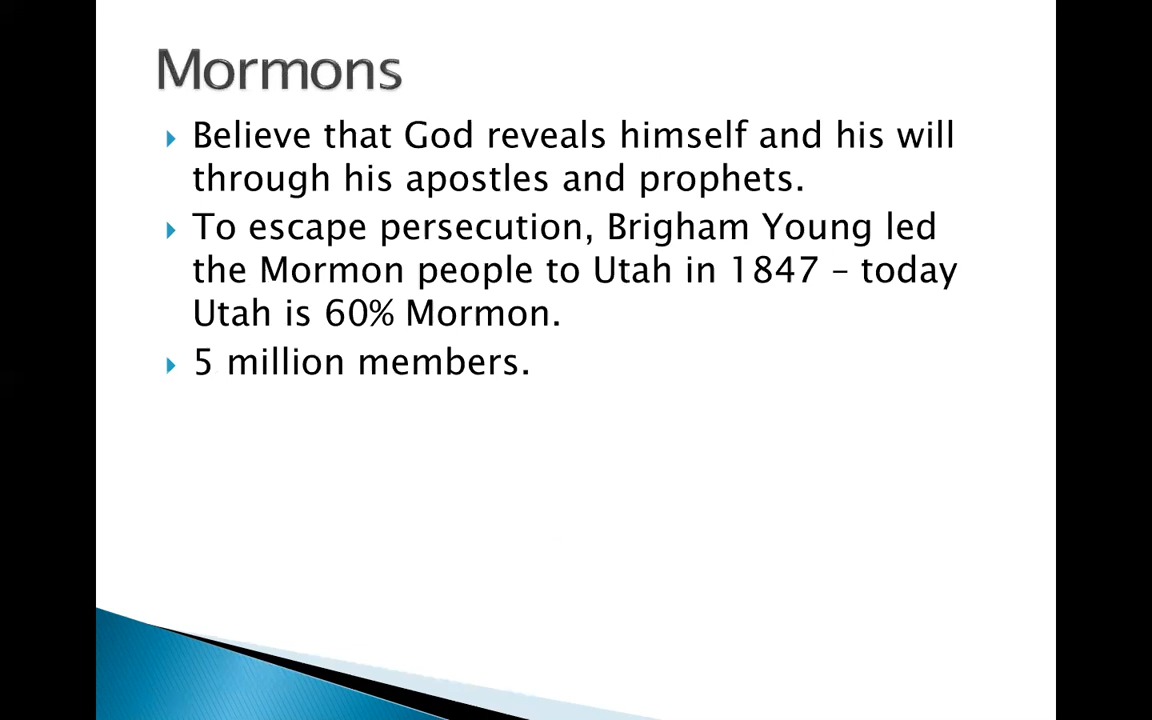 Mormons
Believe that God reveals himself and his will
through his apostles and prophets.
To escape persecution, Brigham Young led
the Mormon people to Utah in 1847 – today
Utah is 60% Mormon.
5 million members.